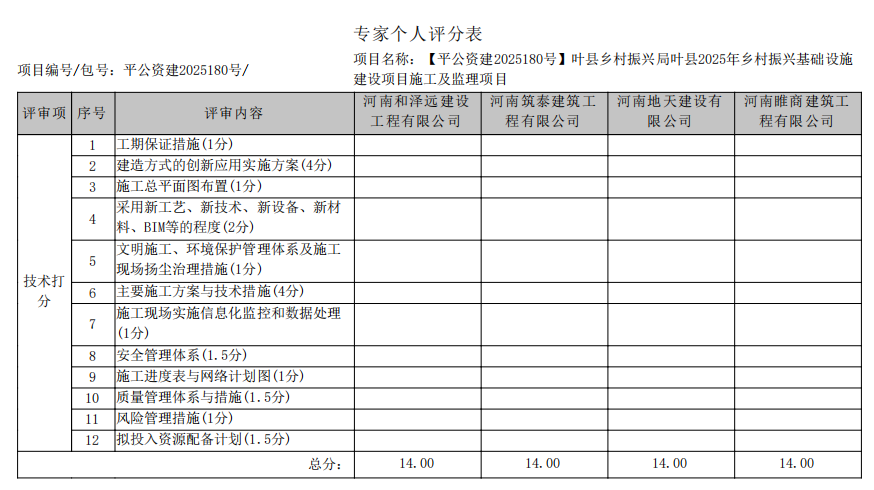 专家个人评分表
项目编号/包号：平公资建2025180号/
项目名称：【平公资建2025180号】叶县乡村振兴局叶县2025年乡村振兴基础设施
建设项目施工及监理项目
评审项 序号 评审内容 河南和泽远建设 河南筑泰建筑工 河南地天建设有 河南睢商建筑工
工程有限公司 程有限公司 限公司 程有限公司
技术打
分
1 工期保证措施(1分)
2 建造方式的创新应用实施方案(4分)
3 施工总平面图布置(1分)
4 采用新工艺、新技术、新设备、新材
料、BIM等的程度(2分)
5 文明施工、环境保护管理体系及施工
现场扬尘治理措施(1分)
6 主要施工方案与技术措施(4分)
7 施工现场实施信息化监控和数据处理
(1分)
8 安全管理体系(1.5分)
9 施工进度表与网络计划图(1分)
10 质量管理体系与措施(1.5分)
11 风险管理措施(1分)
12 拟投入资源配备计划(1.5分)
总分： 14.00 14.00 14.00 14.00